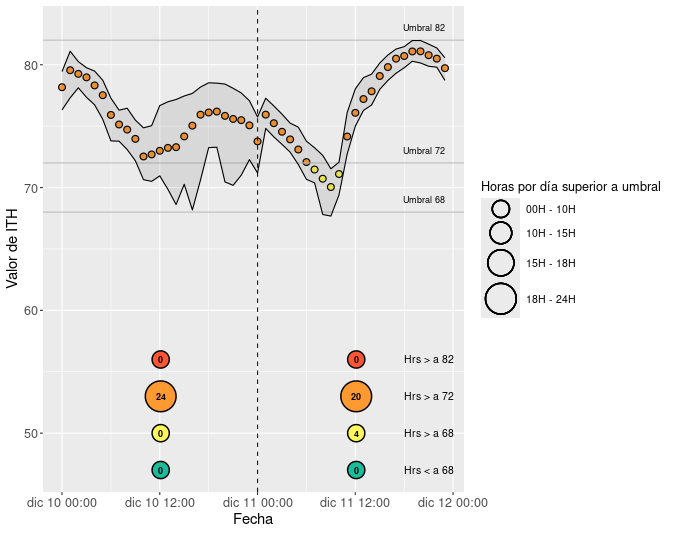 Umbral 82
80
Umbral 72
70
Umbral 68
Valor de ITH
60
50
0
0
Hrs > a 82
24
20
Hrs > a 72
0
4
Hrs > a 68
0
0
Hrs < a 68
dic 10 00:00
dic 10 12:00
dic 11 00:00
dic 11 12:00
dic 12 00:00
Fecha
Horas por día superior a umbral
00H - 10H
10H - 15H
15H - 18H
18H - 24H